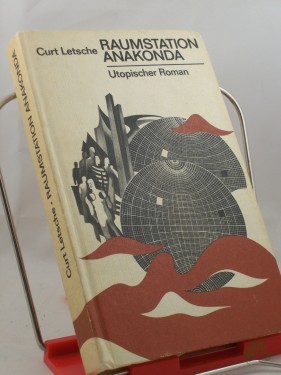 Curt Letsche RAUMSTATION
ANAKONDA
Utopischer Roman
Curt Letsche · RAUMSTATION ANAKONDA